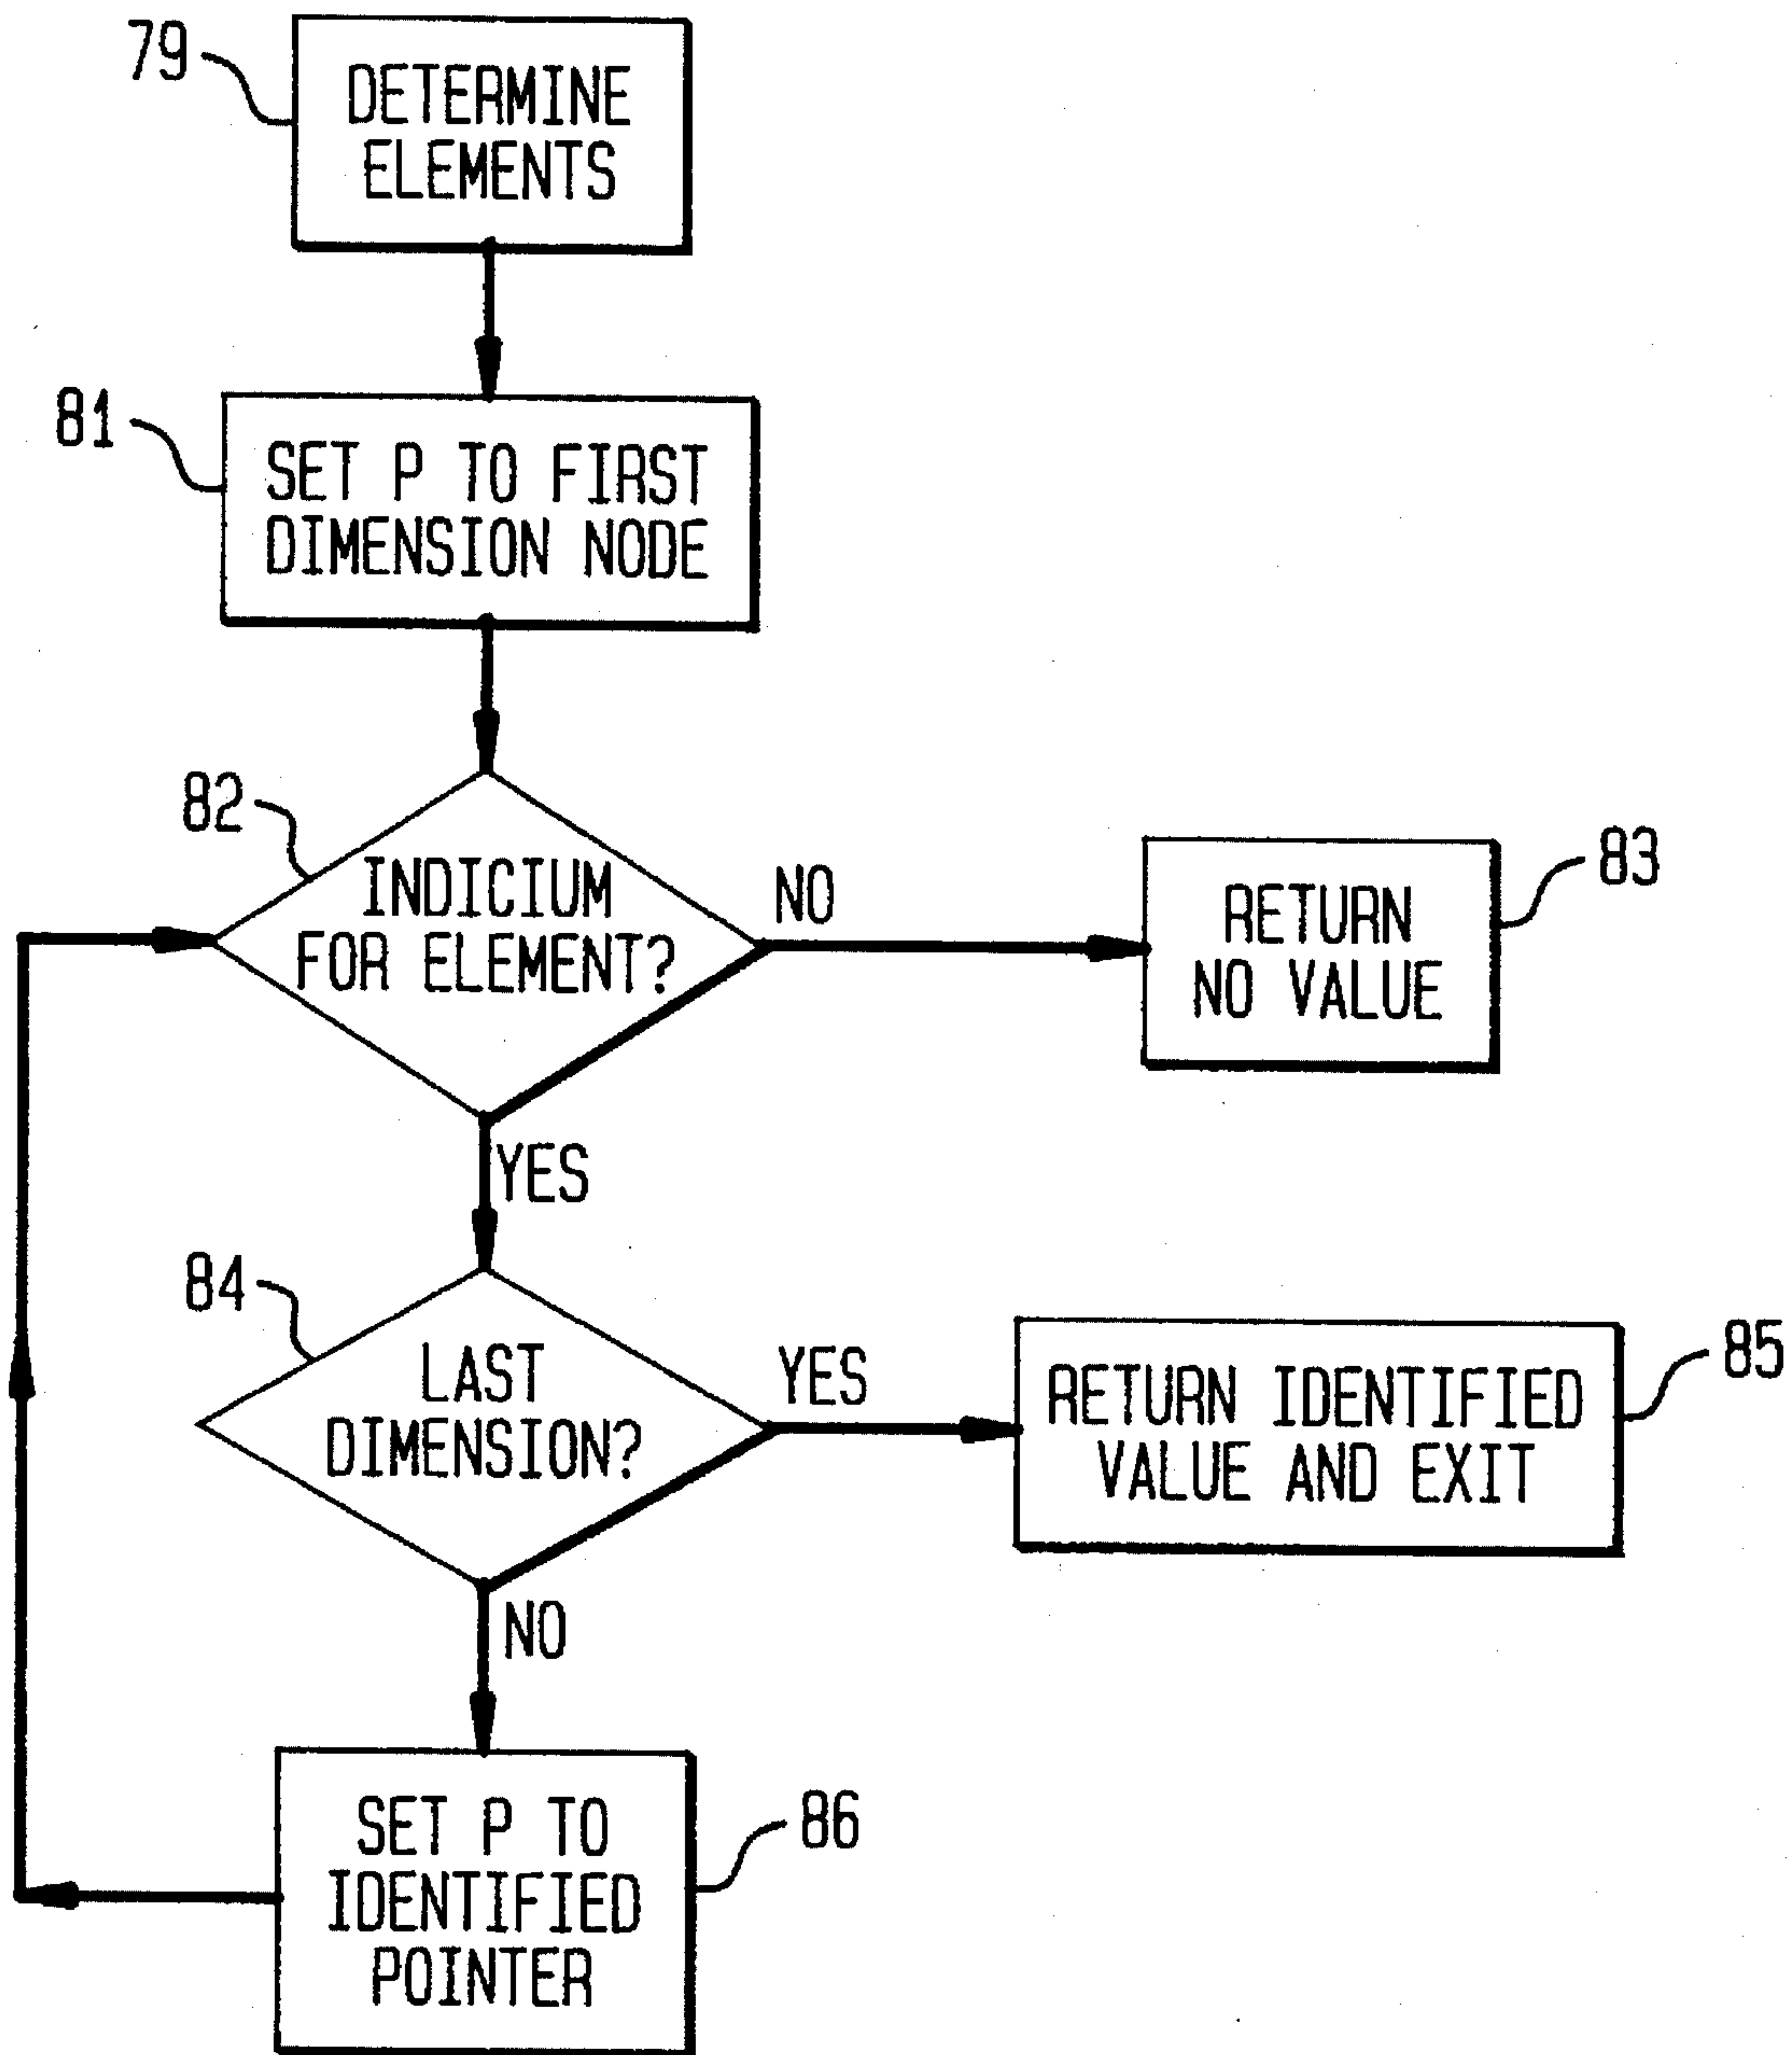 79
DETERMINE
ELEMENTS
81
SET P TO FIRST
DIMENSION NODE
82
INDICIUM
FOR ELEMENT?
NO
83
RETURN
NO VALUE
YES
84
LAST
DIMENSION?
YES
85
RETURN IDENTIFIED
VALUE AND EXIT
NO
86
SET P TO
IDENTIFIED
POINTER